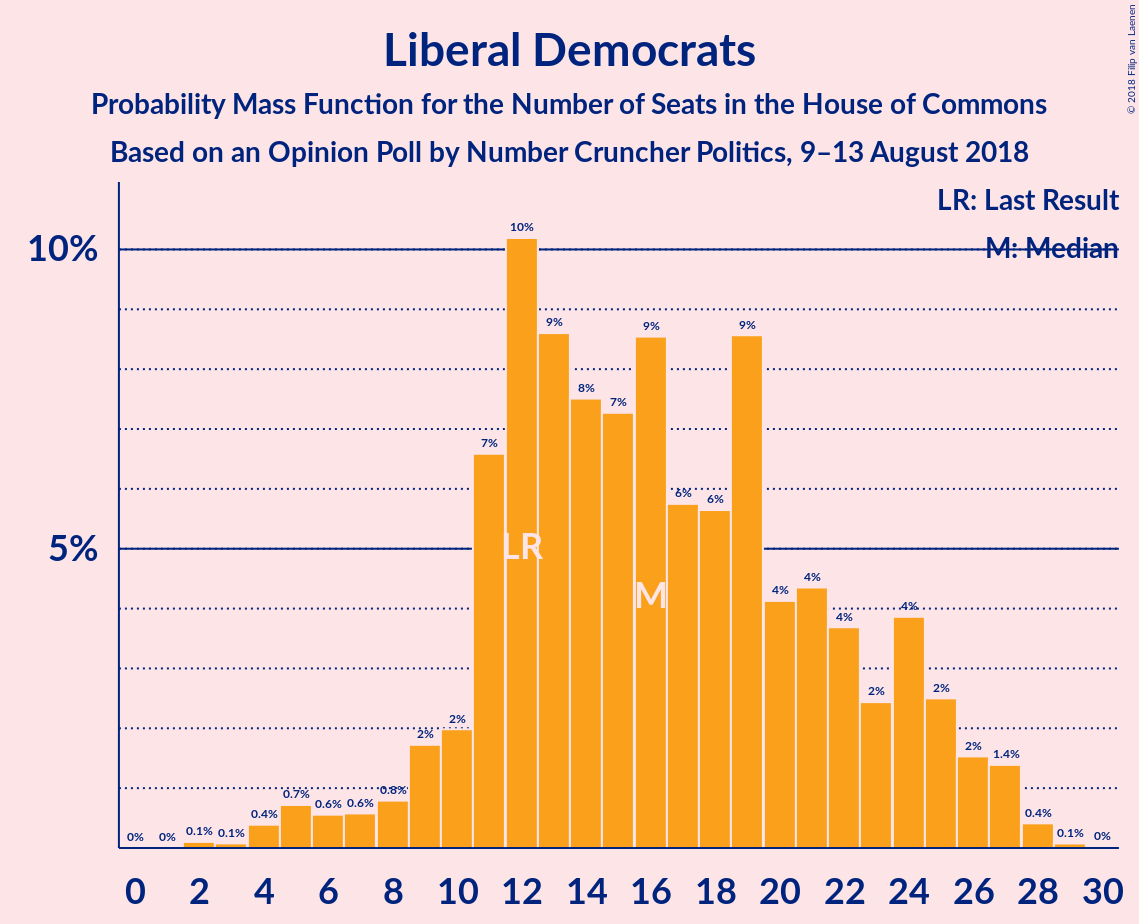 Liberal Democrats
Probability Mass Function for the Number of Seats in the House of Commons
Based on an Opinion Poll by Number Cruncher Politics, 9–13 August 2018
© 2018 Filip van Laenen
LR: Last Result
M: Median
10%
5%
0% 0% 0.1% 0.1% 0.4% 0.7% 0.6% 0.6% 0.8% 2% 2% 7% 10% 9% 8% 7% 9% 6% 6% 9% 4% 4% 4% 2% 4% 2% 2% 1.4% 0.4% 0.1% 0%
LR
M
0 2 4 6 8 10 12 14 16 18 20 22 24 26 28 30